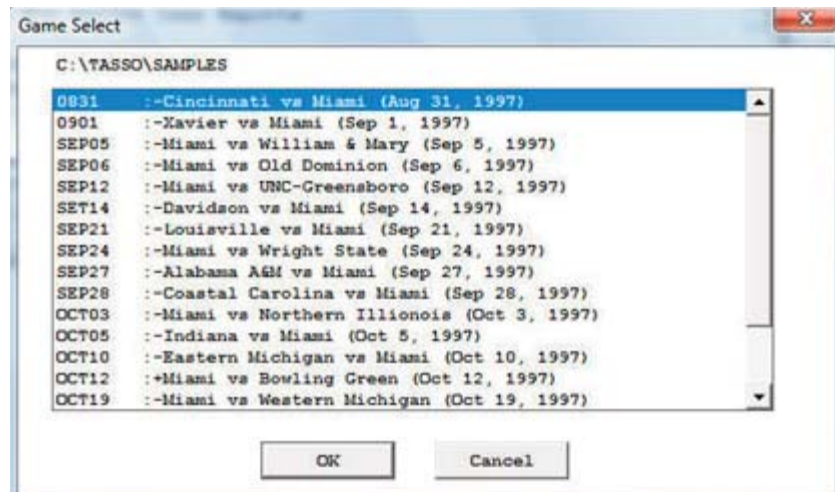 Game Select
C:\TASSO\SAMPLES
0831 :-Cincinnati vs Miami (Aug 31, 1997)
0901 :-Xavier vs Miami (Sep 1, 1997)
SEP05 :-Miami vs William & Mary (Sep 5, 1997)
SEP06 :-Miami vs Old Dominion (Sep 6, 1997)
SEP12 :-Miami vs UNC-Greensboro (Sep 12, 1997)
SET14 :-Davidson vs Miami (Sep 14, 1997)
SEP21 :-Louisville vs Miami (Sep 21, 1997)
SEP24 :-Miami vs Wright State (Sep 24, 1997)
SEP27 :-Alabama A&M vs Miami (Sep 27, 1997)
SEP28 :-Coastal Carolina vs Miami (Sep 28, 1997)
OCT03 :-Miami vs Northern Illionois (Oct 3, 1997)
OCT05 :-Indiana vs Miami (Oct 5, 1997)
OCT10 :-Eastern Michigan vs Miami (Oct 10, 1997)
OCT12 :+Miami vs Bowling Green (Oct 12, 1997)
OCT19 :-Miami vs Western Michigan (Oct 19, 1997)
OK Cancel